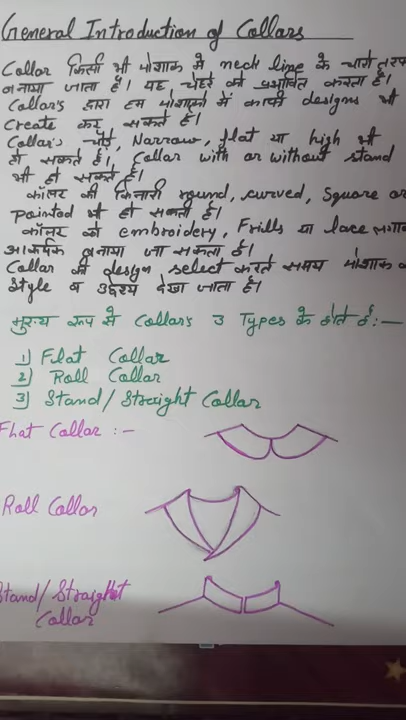 General Introduction of Collars
Collar किसी भी पोशाक में neck line के चारो तरफ
बनाया जाता है। यह चेहरे को प्रभावित करता है।
Collar's द्वारा हम पोशाको में काफी designs भी
Create कर सकते है।
Collar's चौड़े, Narrow, flat या high भी
हो सकते है। Collar with or without stand
भी हो सकते है।
कॉलर की किनारी round, curved, Square or
pointed भी हो सकती है।
कॉलर को embroidery, Frills या lace लगाकर
आकर्षक बनाया जा सकता है।
Collar की design select करते समय पोशाक
Style व उद्देश्य देखा जाता है।
मुख्य रूप से Collars 3 Types के होते है:-
1) Flat Collar
2) Roll Collar
3) Stand/Straight Collar
Flat Collar :-
Roll Collar
Stand/Straight
Collar